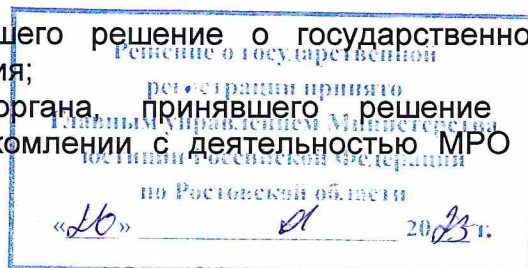 шего решение о государственно
Решение о государственной
ия;
регистрации принято
органа, принявшего решение
Главным управлением Министерства
комлении с деятельностью МРО
юстиции Российской Федерации
по Ростовской области
«26» 01 2023 г.